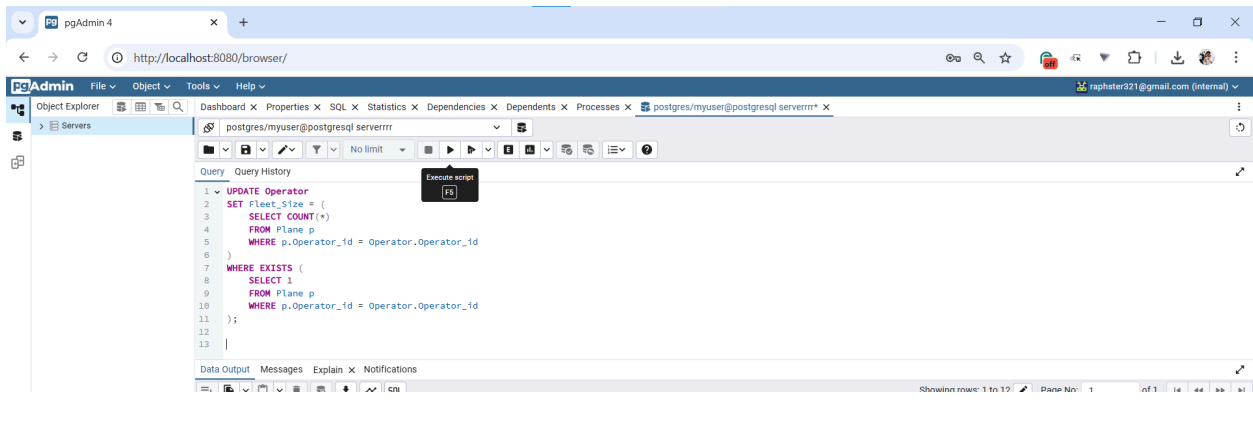 pgAdmin 4
http://localhost:8080/browser/
off
pgAdmin File Object Tools Help raphster321@gmail.com (internal)
Object Explorer Dashboard X Properties X SQL X Statistics X Dependencies X Dependents X Processes X postgres/myuser@postgresql serverrrr* X
Servers postgres/myuser@postgresql serverrrr
No limit E
Query Query History
Execute script
F5
1 UPDATE Operator
2 SET Fleet_Size = (
3 SELECT COUNT(*)
4 FROM Plane p
5 WHERE p.Operator_id = Operator.Operator_id
6 )
7 WHERE EXISTS (
8 SELECT 1
9 FROM Plane p
10 WHERE p.Operator_id = Operator.Operator_id
11 );
12
13
Data Output Messages Explain X Notifications
SQL Showing rows: 1 to 12 Page No: 1 of 1